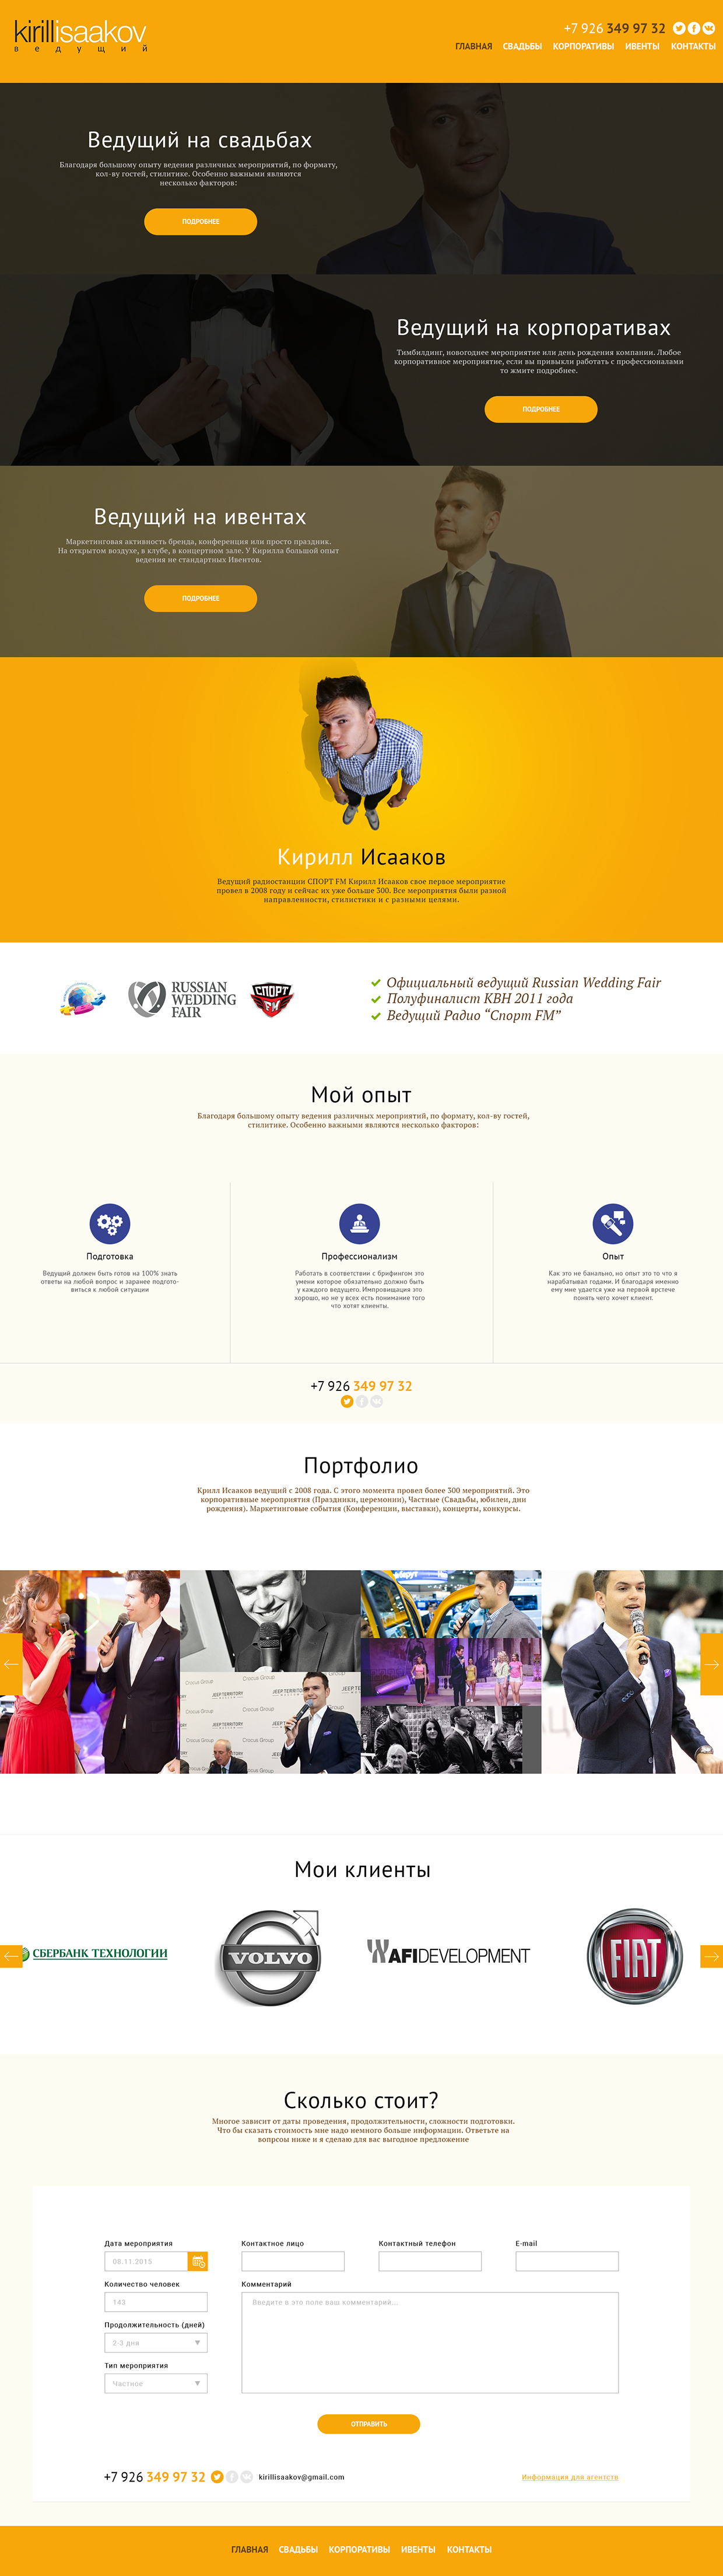 kirillisaakov
ведущий
+7 926 349 97 32
ГЛАВНАЯ СВАДЬБЫ КОРПОРАТИВЫ ИВЕНТЫ КОНТАКТЫ
Ведущий на свадьбах
Благодаря большому опыту ведения различных мероприятий, по формату,
кол-ву гостей, стилитике. Особенно важными являются
несколько факторов:
ПОДРОБНЕЕ
Ведущий на корпоративах
Тимбилдинг, новогоднее мероприятие или день рождения компании. Любое
корпоративное мероприятие, если вы привыкли работать с профессионалами
то жмите подробнее.
ПОДРОБНЕЕ
Ведущий на ивентах
Маркетинговая активность бренда, конференция или просто праздник.
На открытом воздухе, в клубе, в концертном зале. У Кирилла большой опыт
ведения не стандартных Ивентов.
ПОДРОБНЕЕ
Кирилл Исааков
Ведущий радиостанции СПОРТ FM Кирилл Исааков свое первое мероприятие
провел в 2008 году и сейчас их уже больше 300. Все мероприятия были разной
направленности, стилистики и с разными целями.
RUSSIAN
WEDDING
FAIR
СПОРТ
FM
Официальный ведущий Russian Wedding Fair
Полуфиналист КВН 2011 года
Ведущий Радио “Спорт FM”
Мой опыт
Благодаря большому опыту ведения различных мероприятий, по формату, кол-ву гостей,
стилитике. Особенно важными являются несколько факторов:
Подготовка
Ведущий должен быть готов на 100% знать
ответы на любой вопрос и заранее подгото-
виться к любой ситуации
Профессионализм
Работать в соответствии с брифингом это
умени которое обязательно должно быть
у каждого ведущего. Импровищация это
хорошо, но не у всех есть понимание того
что хотят клиенты.
Опыт
Как это не банально, но опыт это то что я
нарабатывал годами. И благодаря именно
ему мне удается уже на первой врстече
понять чего хочет клиент.
+7 926 349 97 32
Портфолио
Крилл Исааков ведущий с 2008 года. С этого момента провел более 300 мероприятий. Это
корпоративные мероприятия (Праздники, церемонии), Частные (Свадьбы, юбилеи, дни
рождения). Маркетинговые события (Конференции, выставки), концерты, конкурсы.
Crocus Group
JEEP TERRITORY
Мои клиенты
СБЕРБАНК ТЕХНОЛОГИИ
VOLVO
AFIDEVELOPMENT
FIAT
Сколько стоит?
Многое зависит от даты проведения, продолжительности, сложности подготовки.
Что бы сказать стоимость мне надо немного больше информации. Ответьте на
вопрсоы ниже и я сделаю для вас выгодное предложение
Дата мероприятия
08.11.2015
Контактное лицо
Контактный телефон
E-mail
Количество человек
143
Комментарий
Введите в это поле ваш комментарий...
Продолжительность (дней)
2-3 дня
Тип мероприятия
Частное
ОТПРАВИТЬ
+7 926 349 97 32
kirillisaakov@gmail.com
Информация для агентств
ГЛАВНАЯ СВАДЬБЫ КОРПОРАТИВЫ ИВЕНТЫ КОНТАКТЫ